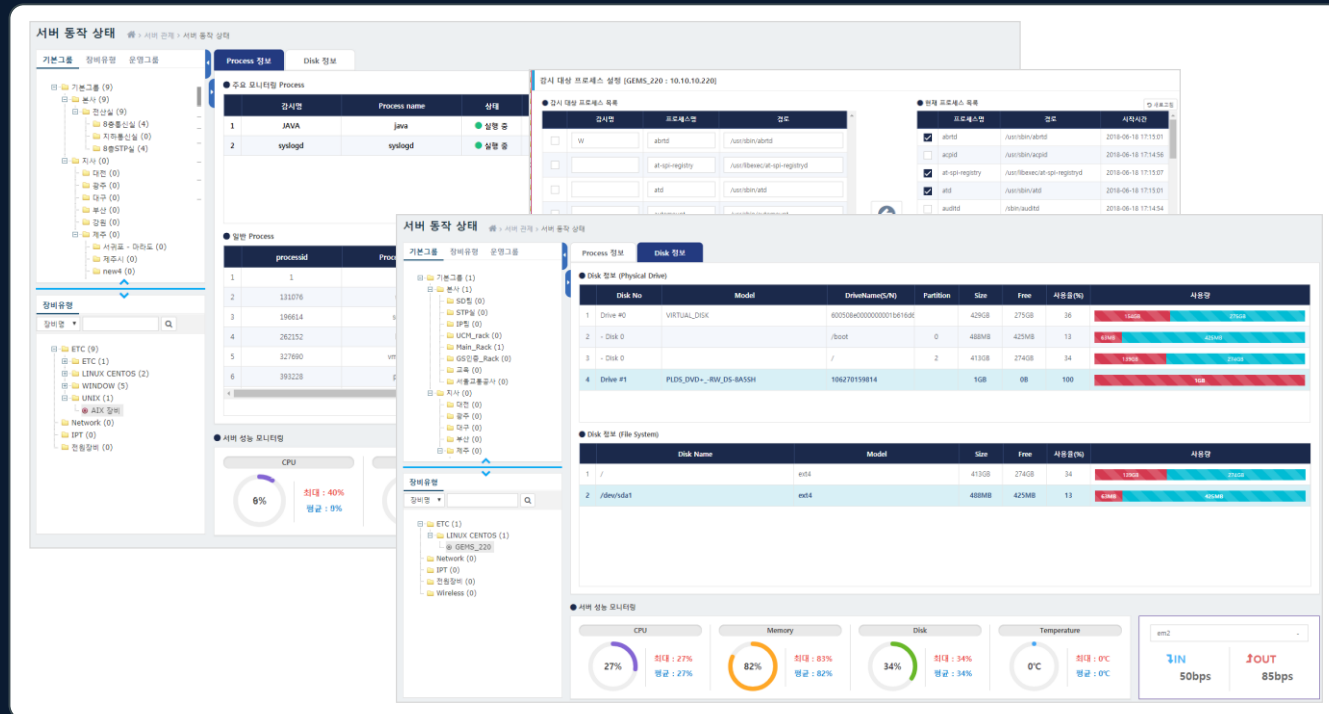 서버 동작 상태 > 서버 관제 > 서버 동작 상태
기본그룹 장비유형 운영그룹
기본그룹 (9)
본사 (9)
전산실 (9)
8층통신실 (4)
지하통신실 (0)
8층STP실 (4)
지사 (0)
대전 (0)
광주 (0)
대구 (0)
부산 (0)
강원 (0)
제주 (0)
서귀포 - 마라도 (0)
제주시 (0)
new4 (0)
장비유형
장비명
ETC (9)
ETC (1)
LINUX CENTOS (2)
WINDOW (5)
UNIX (1)
AIX 장비
Network (0)
IPT (0)
전원장비 (0)
Process 정보 Disk 정보
주요 모니터링 Process
감시명 Process name 상태
1 JAVA java 실행 중
2 syslogd syslogd 실행 중
일반 Process
processid
1 1
2 131076
3 196614
4 262152
5 327690
6 393228
서버 성능 모니터링
CPU
9%
최대 : 40%
평균 : 9%
감시 대상 프로세스 설정 [GEMS_220 : 10.10.10.220]
감시 대상 프로세스 목록
감시명 프로세스명 경로
W abrtd /usr/sbin/abrtd
at-spi-registry /usr/libexec/at-spi-registryd
atd /usr/sbin/atd
현재 프로세스 목록
새로고침
프로세스명 경로 시작시간
abrtd /usr/sbin/abrtd 2018-06-18 17:15:01
acpid /usr/sbin/acpid 2018-06-18 17:14:56
at-spi-registry /usr/libexec/at-spi-registryd 2018-06-18 17:15:07
atd /usr/sbin/atd 2018-06-18 17:15:01
auditd /sbin/auditd 2018-06-18 17:14:54
서버 동작 상태 > 서버 관제 > 서버 동작 상태
기본그룹 장비유형 운영그룹
기본그룹 (1)
본사 (1)
SD팀 (0)
STP실 (0)
IP팀 (0)
UCM_rack (0)
Main_Rack (1)
GS인증_Rack (0)
교육 (0)
서울교통공사 (0)
지사 (0)
대전 (0)
광주 (0)
대구 (0)
부산 (0)
제주 (0)
장비유형
장비명
ETC (1)
LINUX CENTOS (1)
GEMS_220
Network (0)
IPT (0)
전원장비 (0)
Wireless (0)
Process 정보 Disk 정보
Disk 정보 (Physical Drive)
Disk No Model DriveName(S/N) Partition Size Free 사용율(%) 사용량
1 Drive #0 VIRTUAL_DISK 600508e0000000001b616d6 429GB 275GB 36 154GB 275GB
2 - Disk 0 /boot 0 488MB 425MB 13 63MB 425MB
3 - Disk 0 / 2 413GB 274GB 34 139GB 274GB
4 Drive #1 PLDS_DVD+_-RW_DS-8A5SH 106270159814 1GB 0B 100 1GB
Disk 정보 (File System)
Disk Name Model Size Free 사용율(%) 사용량
1 / ext4 413GB 274GB 34 139GB 274GB
2 /dev/sda1 ext4 488MB 425MB 13 63MB 425MB
서버 성능 모니터링
CPU Memory Disk Temperature
27% 최대 : 27% 평균 : 27%
82% 최대 : 83% 평균 : 82%
34% 최대 : 34% 평균 : 34%
0℃ 최대 : 0℃ 평균 : 0℃
em2
IN OUT
50bps 85bps